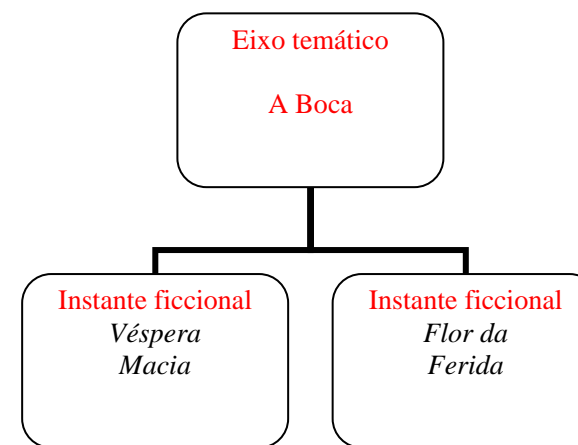 Eixo temático
A Boca
Instante ficcional
Véspera
Macia
Instante ficcional
Flor da
Ferida